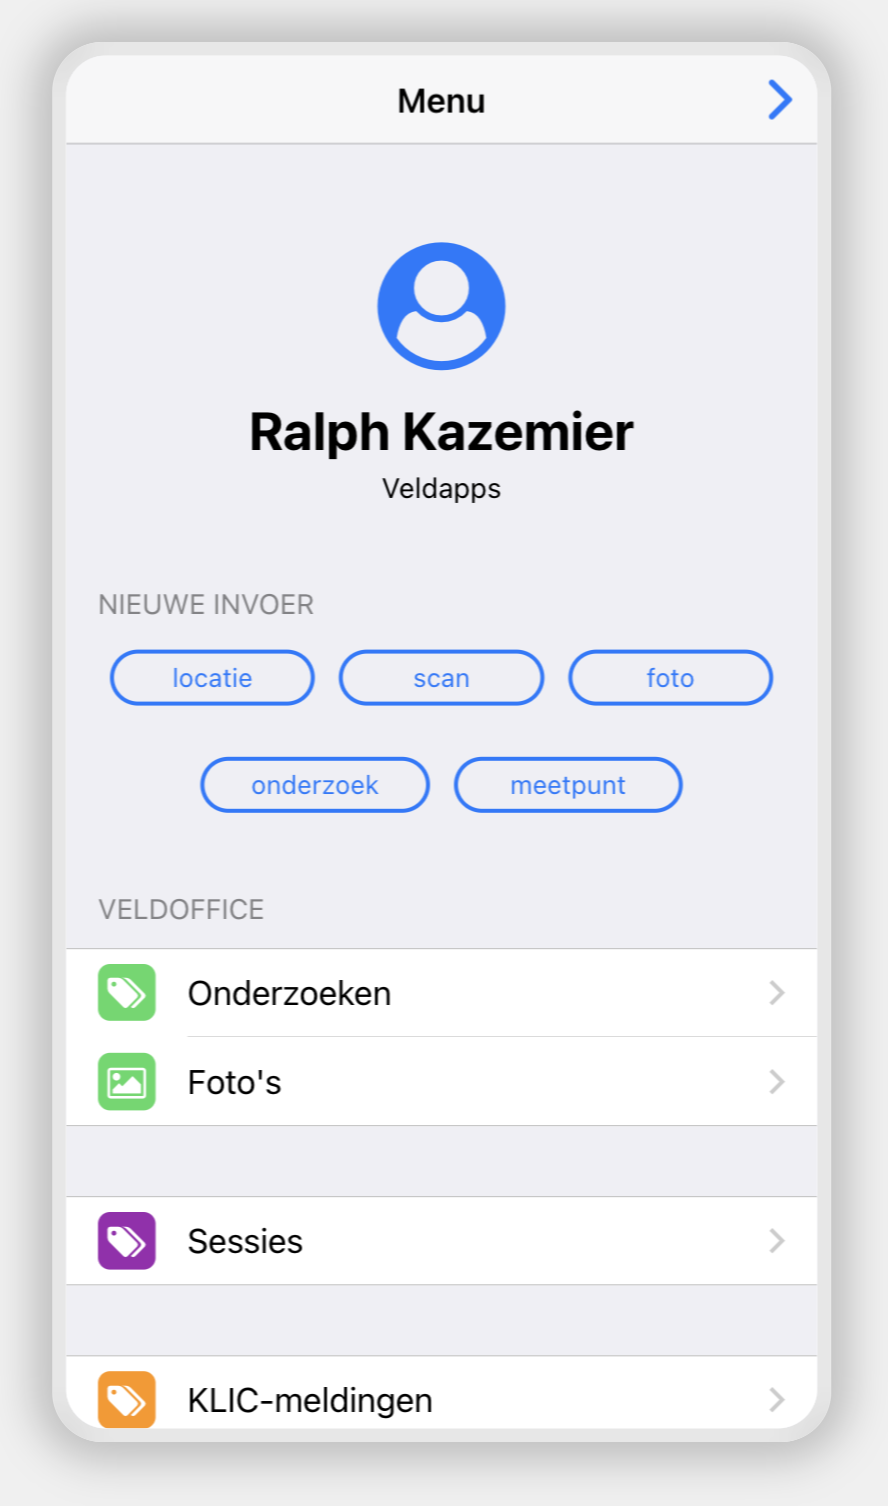 Menu
Ralph Kazemier
Veldapps
NIEUWE INVOER
locatie scan foto
onderzoek meetpunt
VELDOFFICE
Onderzoeken
Foto's
Sessies
KLIC-meldingen